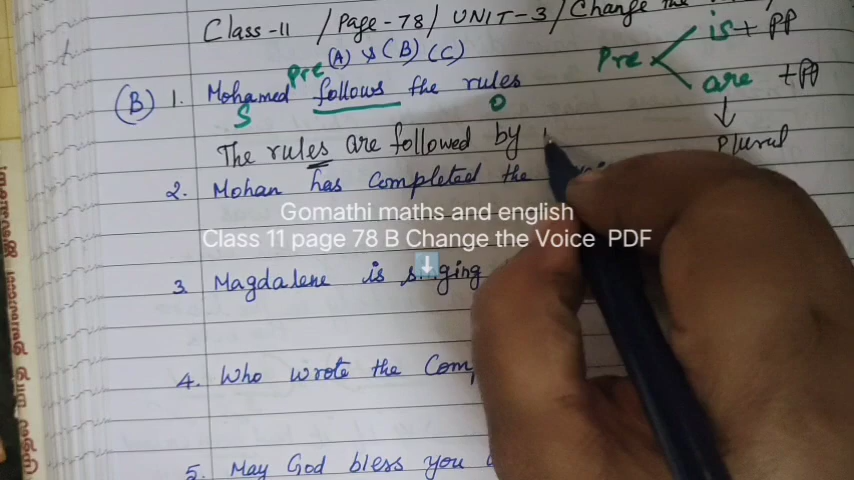 Class-11 / Page-78 / UNIT-3 / Change the
(A) & (B) (C)
Pre
is + PP
Pre
are + PP
(B) 1. Mohamed follows the rules
S
O
Plural
The rules are followed by
2. Mohan has completed the
Gomathi maths and english
Class 11 page 78 B Change the Voice PDF
3. Magdalene is s ging
4. Who wrote the Com
5. May God bless you